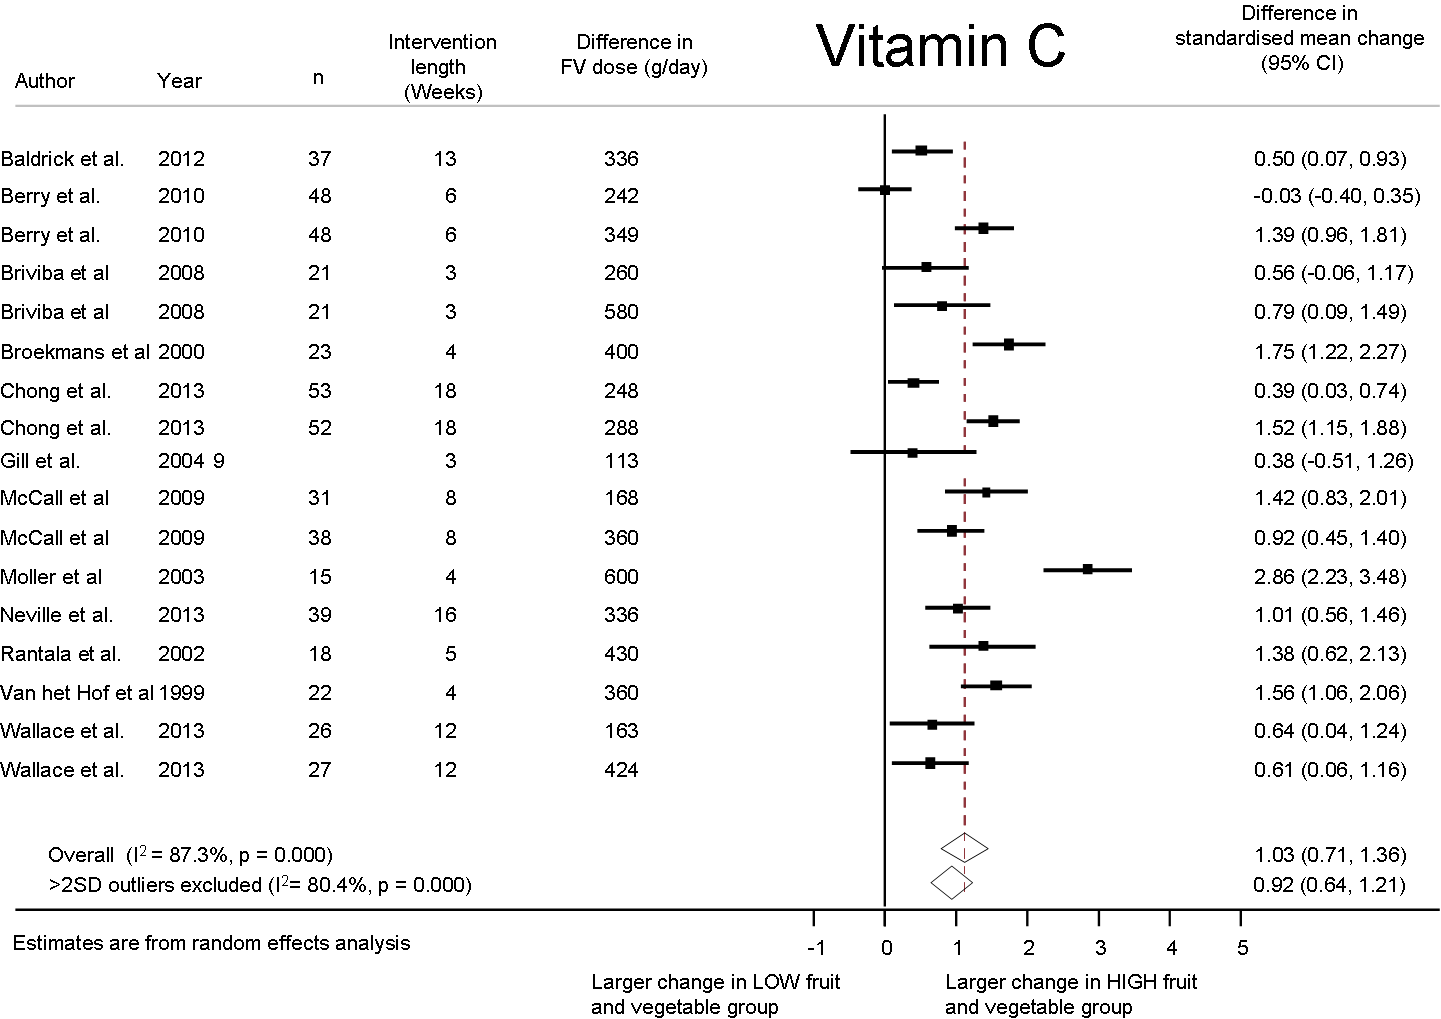 Vitamin C
Author Year n Intervention length (Weeks) Difference in FV dose (g/day) Difference in standardised mean change (95% CI)
Baldrick et al. 2012 37 13 336 0.50 (0.07, 0.93)
Berry et al. 2010 48 6 242 -0.03 (-0.40, 0.35)
Berry et al. 2010 48 6 349 1.39 (0.96, 1.81)
Briviba et al 2008 21 3 260 0.56 (-0.06, 1.17)
Briviba et al 2008 21 3 580 0.79 (0.09, 1.49)
Broekmans et al 2000 23 4 400 1.75 (1.22, 2.27)
Chong et al. 2013 53 18 248 0.39 (0.03, 0.74)
Chong et al. 2013 52 18 288 1.52 (1.15, 1.88)
Gill et al. 2004 9 3 113 0.38 (-0.51, 1.26)
McCall et al 2009 31 8 168 1.42 (0.83, 2.01)
McCall et al 2009 38 8 360 0.92 (0.45, 1.40)
Moller et al 2003 15 4 600 2.86 (2.23, 3.48)
Neville et al. 2013 39 16 336 1.01 (0.56, 1.46)
Rantala et al. 2002 18 5 430 1.38 (0.62, 2.13)
Van het Hof et al 1999 22 4 360 1.56 (1.06, 2.06)
Wallace et al. 2013 26 12 163 0.64 (0.04, 1.24)
Wallace et al. 2013 27 12 424 0.61 (0.06, 1.16)
Overall (I² = 87.3%, p = 0.000) 1.03 (0.71, 1.36)
>2SD outliers excluded (I²= 80.4%, p = 0.000) 0.92 (0.64, 1.21)
Estimates are from random effects analysis -1 0 1 2 3 4 5
Larger change in LOW fruit Larger change in HIGH fruit
and vegetable group and vegetable group